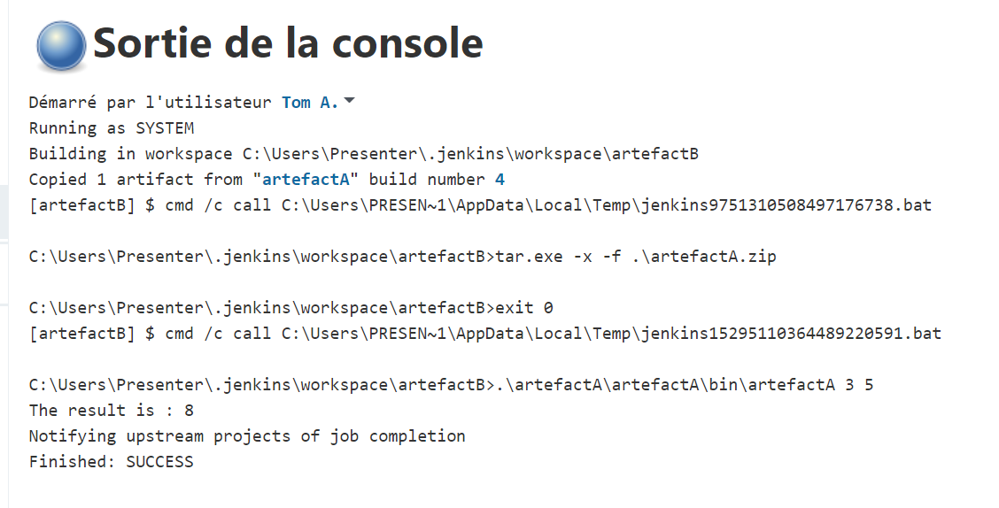 Sortie de la console
Démarré par l'utilisateur Tom A.
Running as SYSTEM
Building in workspace C:\Users\Presenter\.jenkins\workspace\artefactB
Copied 1 artifact from "artefactA" build number 4
[artefactB] $ cmd /c call C:\Users\PRESEN~1\AppData\Local\Temp\jenkins9751310508497176738.bat
C:\Users\Presenter\.jenkins\workspace\artefactB>tar.exe -x -f .\artefactA.zip
C:\Users\Presenter\.jenkins\workspace\artefactB>exit 0
[artefactB] $ cmd /c call C:\Users\PRESEN~1\AppData\Local\Temp\jenkins15295110364489220591.bat
C:\Users\Presenter\.jenkins\workspace\artefactB>.\artefactA\artefactA\bin\artefactA 3 5
The result is : 8
Notifying upstream projects of job completion
Finished: SUCCESS